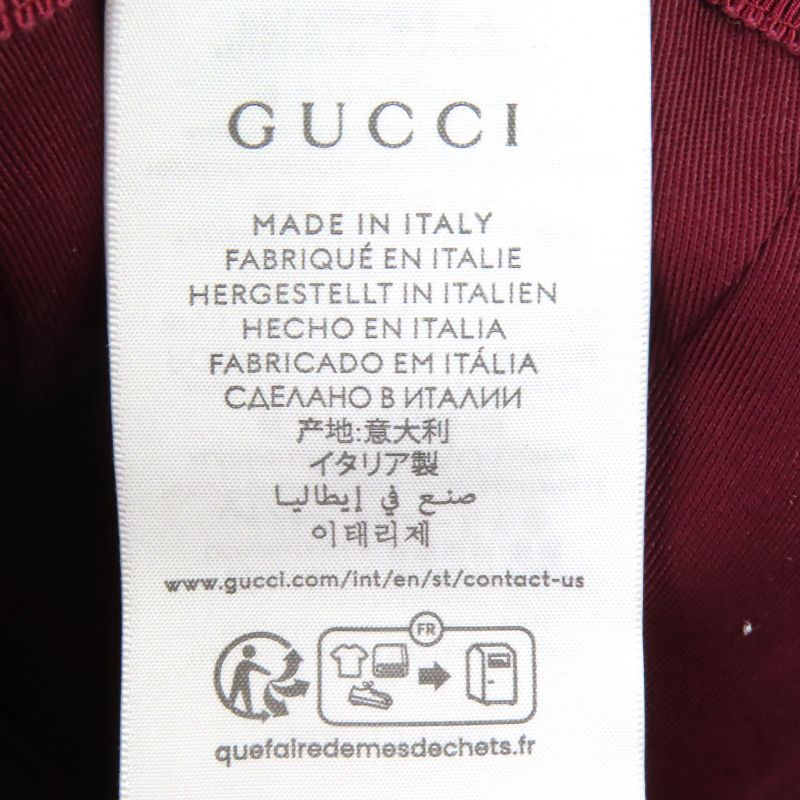 GUCCI
MADE IN ITALY
FABRIQUÉ EN ITALIE
HERGESTELLT IN ITALIEN
HECHO EN ITALIA
FABRICADO EM ITÁLIA
СДЕЛАНО В ИТАЛИИ
产地:意大利
イタリア製
صنع في إيطاليا
이태리제
www.gucci.com/int/en/st/contact-us
FR
quefairedemesdechets.fr